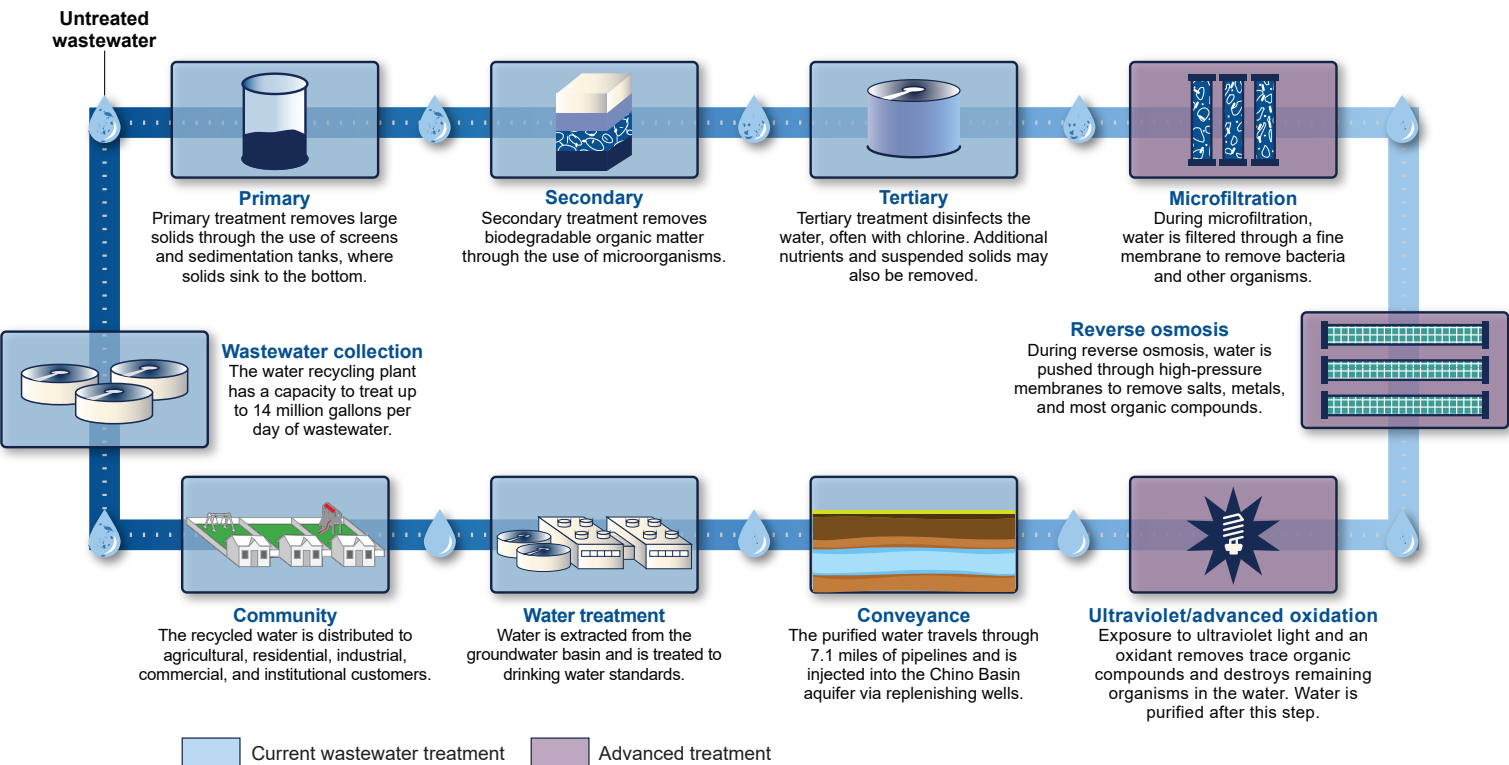 Untreated
wastewater
Primary
Primary treatment removes large
solids through the use of screens
and sedimentation tanks, where
solids sink to the bottom.
Secondary
Secondary treatment removes
biodegradable organic matter
through the use of microorganisms.
Tertiary
Tertiary treatment disinfects the
water, often with chlorine. Additional
nutrients and suspended solids may
also be removed.
Microfiltration
During microfiltration,
water is filtered through a fine
membrane to remove bacteria
and other organisms.
Wastewater collection
The water recycling plant
has a capacity to treat up
to 14 million gallons per
day of wastewater.
Reverse osmosis
During reverse osmosis, water is
pushed through high-pressure
membranes to remove salts, metals,
and most organic compounds.
Community
The recycled water is distributed to
agricultural, residential, industrial,
commercial, and institutional customers.
Water treatment
Water is extracted from the
groundwater basin and is treated to
drinking water standards.
Conveyance
The purified water travels through
7.1 miles of pipelines and is
injected into the Chino Basin
aquifer via replenishing wells.
Ultraviolet/advanced oxidation
Exposure to ultraviolet light and an
oxidant removes trace organic
compounds and destroys remaining
organisms in the water. Water is
purified after this step.
Current wastewater treatment
Advanced treatment